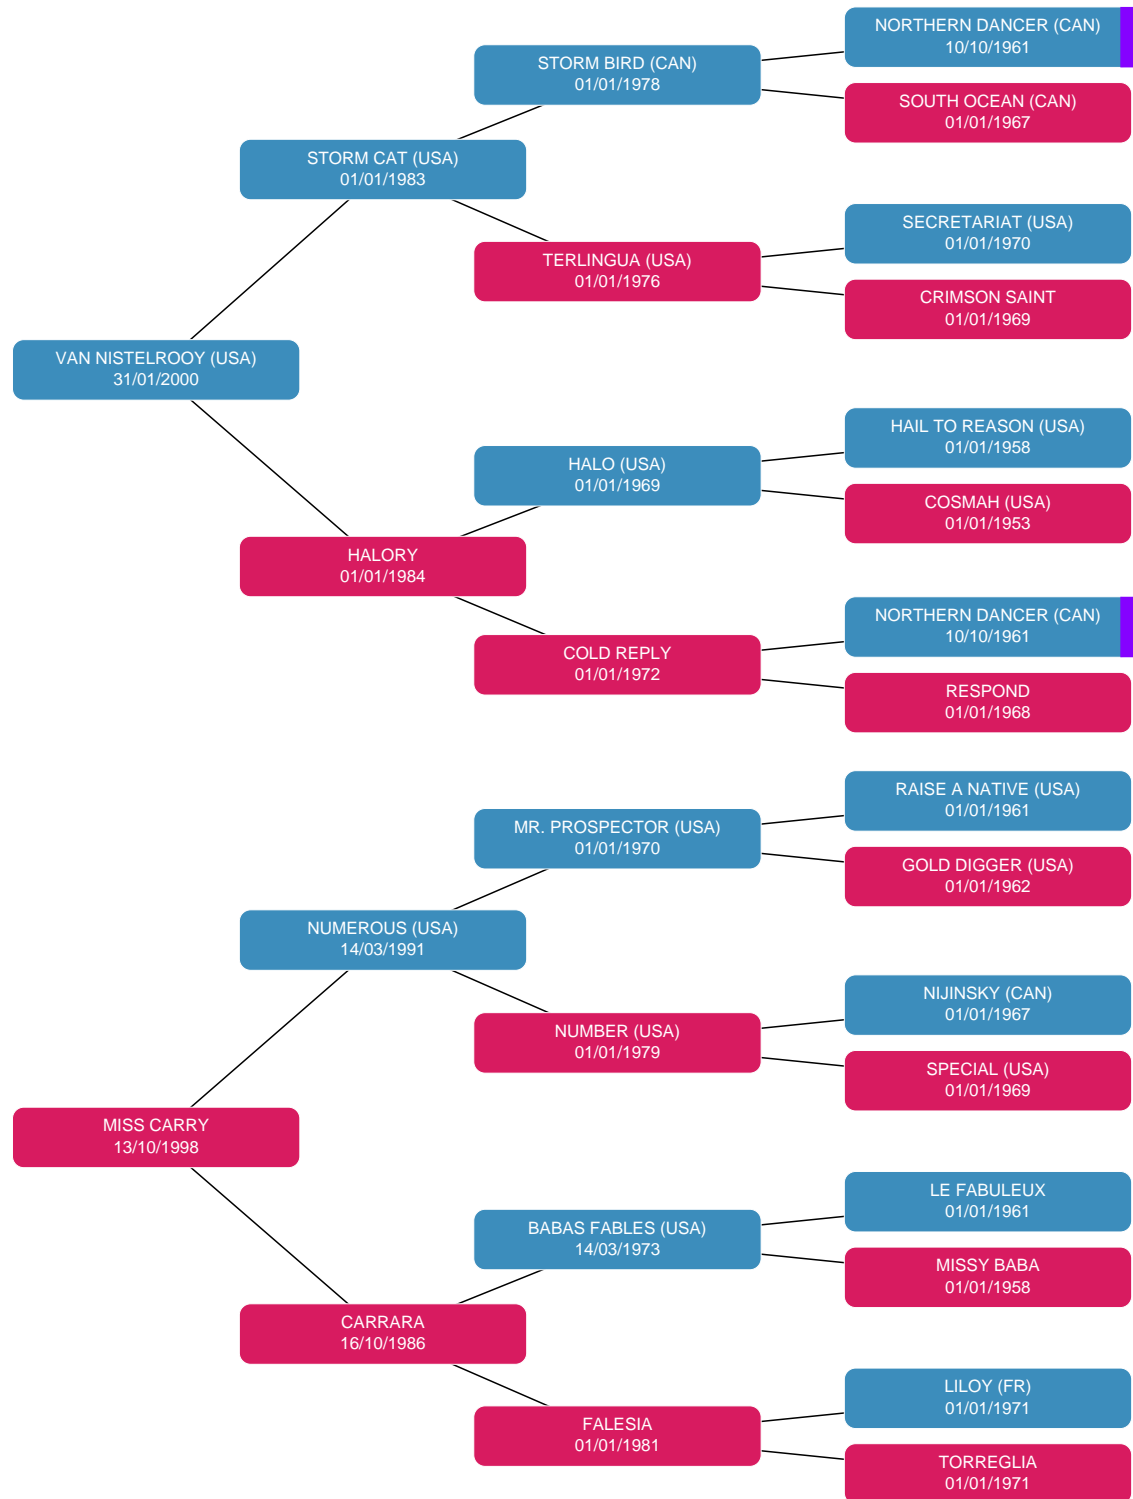 NORTHERN DANCER (CAN)
10/10/1961
STORM BIRD (CAN)
01/01/1978
SOUTH OCEAN (CAN)
01/01/1967
STORM CAT (USA)
01/01/1983
SECRETARIAT (USA)
01/01/1970
TERLINGUA (USA)
01/01/1976
CRIMSON SAINT
01/01/1969
VAN NISTELROOY (USA)
31/01/2000
HAIL TO REASON (USA)
01/01/1958
HALO (USA)
01/01/1969
COSMAH (USA)
01/01/1953
HALORY
01/01/1984
NORTHERN DANCER (CAN)
10/10/1961
COLD REPLY
01/01/1972
RESPOND
01/01/1968
RAISE A NATIVE (USA)
01/01/1961
MR. PROSPECTOR (USA)
01/01/1970
GOLD DIGGER (USA)
01/01/1962
NUMEROUS (USA)
14/03/1991
NIJINSKY (CAN)
01/01/1967
NUMBER (USA)
01/01/1979
SPECIAL (USA)
01/01/1969
MISS CARRY
13/10/1998
LE FABULEUX
01/01/1961
BABAS FABLES (USA)
14/03/1973
MISSY BABA
01/01/1958
CARRARA
16/10/1986
LILOY (FR)
01/01/1971
FALESIA
01/01/1981
TORREGLIA
01/01/1971